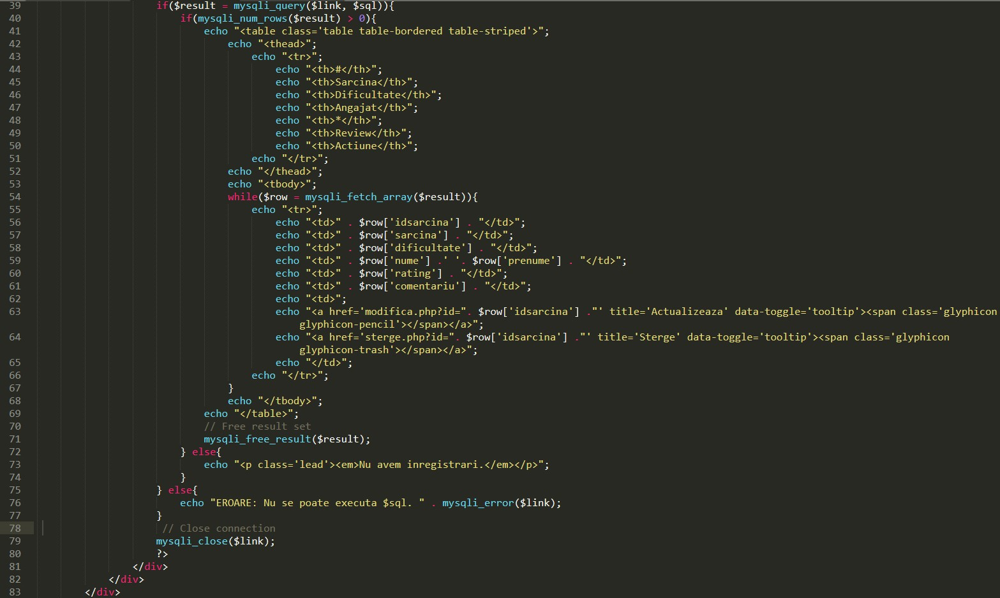 39 if($result = mysqli_query($link, $sql)){
40 if(mysqli_num_rows($result) > 0){
41 echo "<table class='table table-bordered table-striped'>";
42 echo "<thead>";
43 echo "<tr>";
44 echo "<th>#</th>";
45 echo "<th>Sarcina</th>";
46 echo "<th>Dificultate</th>";
47 echo "<th>Angajat</th>";
48 echo "<th>*</th>";
49 echo "<th>Review</th>";
50 echo "<th>Actiune</th>";
51 echo "</tr>";
52 echo "</thead>";
53 echo "<tbody>";
54 while($row = mysqli_fetch_array($result)){
55 echo "<tr>";
56 echo "<td>" . $row['idsarcina'] . "</td>";
57 echo "<td>" . $row['sarcina'] . "</td>";
58 echo "<td>" . $row['dificultate'] . "</td>";
59 echo "<td>" . $row['nume'] .' '. $row['prenume'] . "</td>";
60 echo "<td>" . $row['rating'] . "</td>";
61 echo "<td>" . $row['comentariu'] . "</td>";
62 echo "<td>";
63 echo "<a href='modifica.php?id=". $row['idsarcina'] ."' title='Actualizeaza' data-toggle='tooltip'><span class='glyphicon
glyphicon-pencil'></span></a>";
64 echo "<a href='sterge.php?id=". $row['idsarcina'] ."' title='Sterge' data-toggle='tooltip'><span class='glyphicon
glyphicon-trash'></span></a>";
65 echo "</td>";
66 echo "</tr>";
67 }
68 echo "</tbody>";
69 echo "</table>";
70 // Free result set
71 mysqli_free_result($result);
72 } else{
73 echo "<p class='lead'><em>Nu avem inregistrari.</em></p>";
74 }
75 } else{
76 echo "EROARE: Nu se poate executa $sql. " . mysqli_error($link);
77 }
78 // Close connection
79 mysqli_close($link);
80 ?>
81 </div>
82 </div>
83 </div>